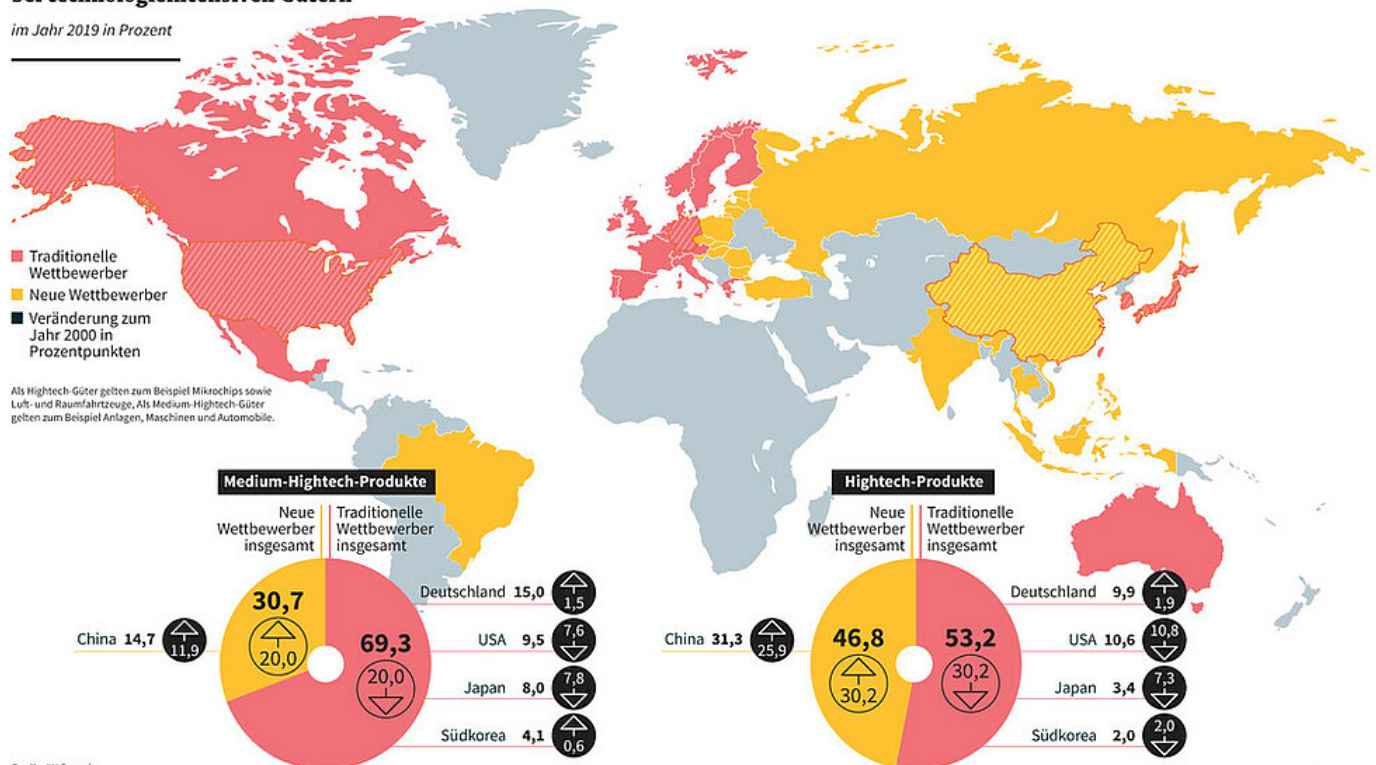 bei technologieintensiven Gütern
im Jahr 2019 in Prozent
Traditionelle
Wettbewerber
Neue Wettbewerber
Veränderung zum
Jahr 2000 in
Prozentpunkten
Als Hightech-Güter gelten zum Beispiel Mikrochips sowie
Luft- und Raumfahrtzeuge, Als Medium-Hightech-Güter
gelten zum Beispiel Anlagen, Maschinen und Automobile.
Medium-Hightech-Produkte
Neue
Wettbewerber
insgesamt
Traditionelle
Wettbewerber
insgesamt
30,7
20,0
69,3
20,0
China 14,7
11,9
Deutschland 15,0
1,5
USA 9,5
7,6
Japan 8,0
7,8
Südkorea 4,1
0,6
Hightech-Produkte
Neue
Wettbewerber
insgesamt
Traditionelle
Wettbewerber
insgesamt
46,8
30,2
53,2
30,2
China 31,3
25,9
Deutschland 9,9
1,9
USA 10,6
10,8
Japan 3,4
7,3
Südkorea 2,0
2,0